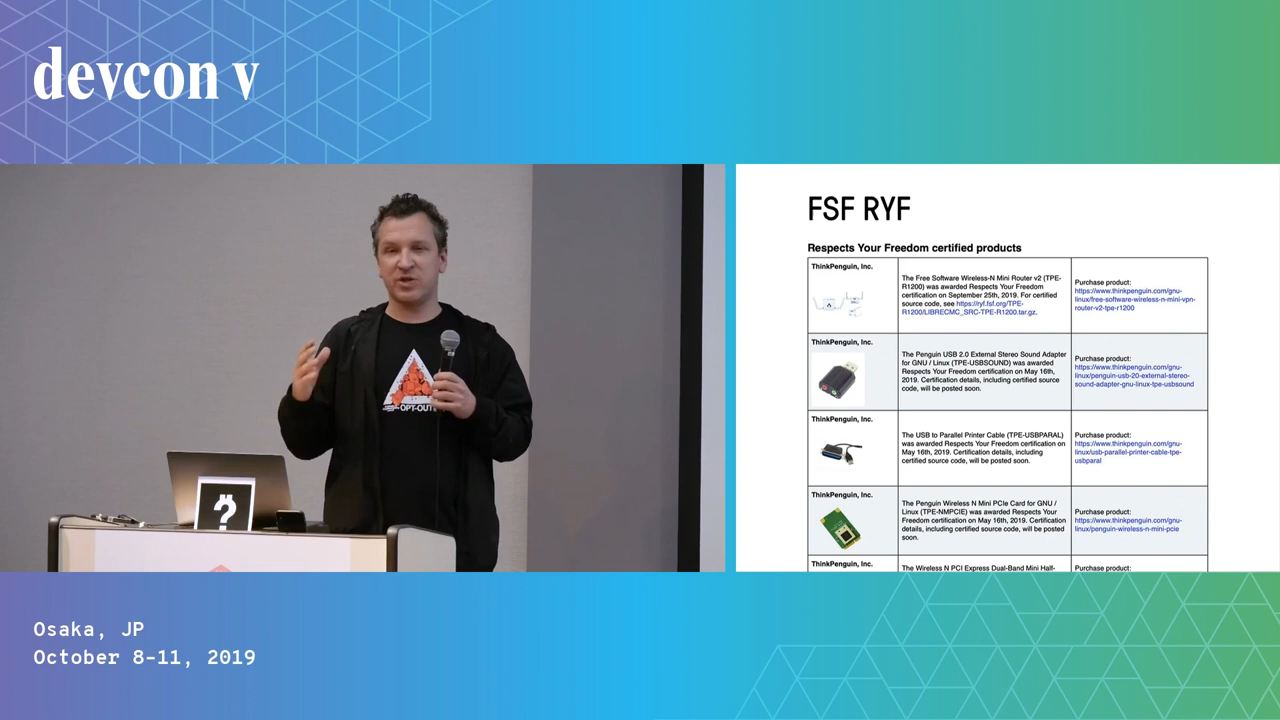 devcon v
OPT-OUT
?
FSF RYF
Respects Your Freedom certified products
ThinkPenguin, Inc.
The Free Software Wireless-N Mini Router v2 (TPE-
R1200) was awarded Respects Your Freedom
certification on September 25th, 2019. For certified
source code, see https://ryf.fsf.org/TPE-
R1200/LIBRECMC_SRC-TPE-R1200.tar.gz.
Purchase product:
https://www.thinkpenguin.com/gnu-
linux/free-software-wireless-n-mini-vpn-
router-v2-tpe-r1200
ThinkPenguin, Inc.
The Penguin USB 2.0 External Stereo Sound Adapter
for GNU / Linux (TPE-USBSOUND) was awarded
Respects Your Freedom certification on May 16th,
2019. Certification details, including certified source
code, will be posted soon.
Purchase product:
https://www.thinkpenguin.com/gnu-
linux/penguin-usb-20-external-stereo-
sound-adapter-gnu-linux-tpe-usbsound
ThinkPenguin, Inc.
The USB to Parallel Printer Cable (TPE-USBPARAL)
was awarded Respects Your Freedom certification on
May 16th, 2019. Certification details, including
certified source code, will be posted soon.
Purchase product:
https://www.thinkpenguin.com/gnu-
linux/usb-parallel-printer-cable-tpe-
usbparal
ThinkPenguin, Inc.
The Penguin Wireless N Mini PCIe Card for GNU /
Linux (TPE-NMPCIE) was awarded Respects Your
Freedom certification on May 16th, 2019. Certification
details, including certified source code, will be posted
soon.
Purchase product:
https://www.thinkpenguin.com/gnu-
linux/penguin-wireless-n-mini-pcie
ThinkPenguin, Inc.
The Wireless N PCI Express Dual-Band Mini Half-
Purchase product:
Osaka, JP
October 8-11, 2019